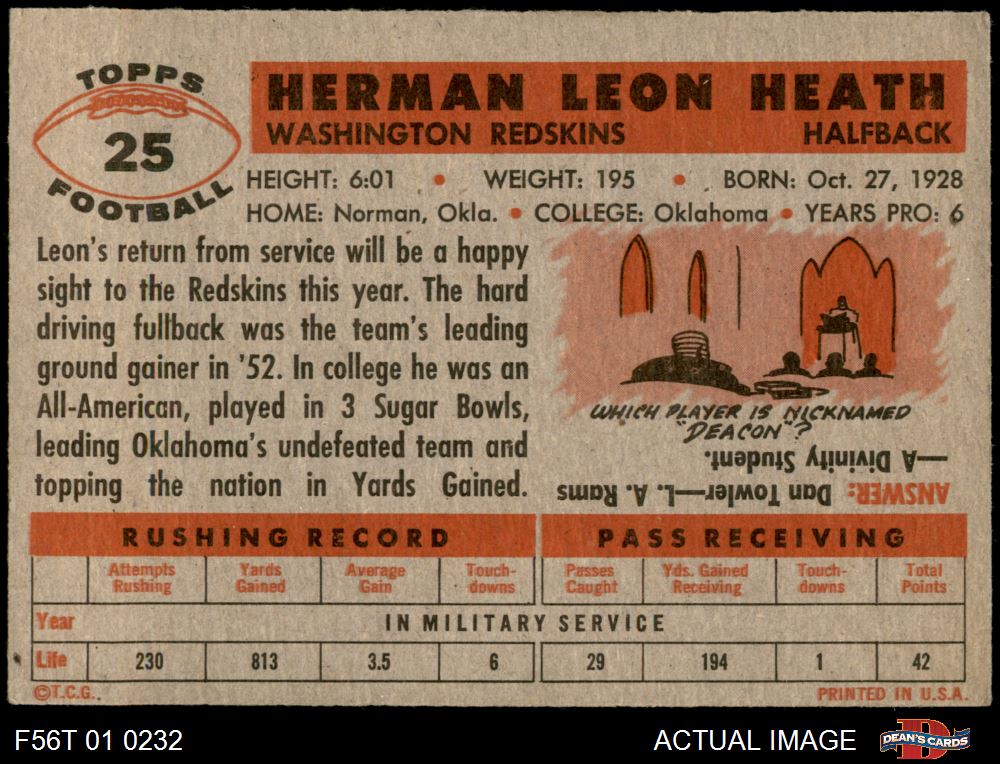 TOPPS
25
FOOTBALL
HERMAN LEON HEATH
WASHINGTON REDSKINS HALFBACK
HEIGHT: 6:01 • WEIGHT: 195 • BORN: Oct. 27, 1928
HOME: Norman, Okla. • COLLEGE: Oklahoma • YEARS PRO: 6
Leon's return from service will be a happy
sight to the Redskins this year. The hard
driving fullback was the team's leading
ground gainer in '52. In college he was an
All-American, played in 3 Sugar Bowls,
leading Oklahoma's undefeated team and
topping the nation in Yards Gained.
WHICH PLAYER IS NICKNAMED
"DEACON"?
ANSWER: Dan Towler—L. A. Rams
—A Divinity Student.
RUSHING RECORD PASS RECEIVING
Attempts Rushing Yards Gained Average Gain Touch-downs Passes Caught Yds. Gained Receiving Touch-downs Total Points
Year IN MILITARY SERVICE
Life 230 813 3.5 6 29 194 1 42
©T.C.G. PRINTED IN U.S.A.
F56T 01 0232 ACTUAL IMAGE D DEAN'S CARDS